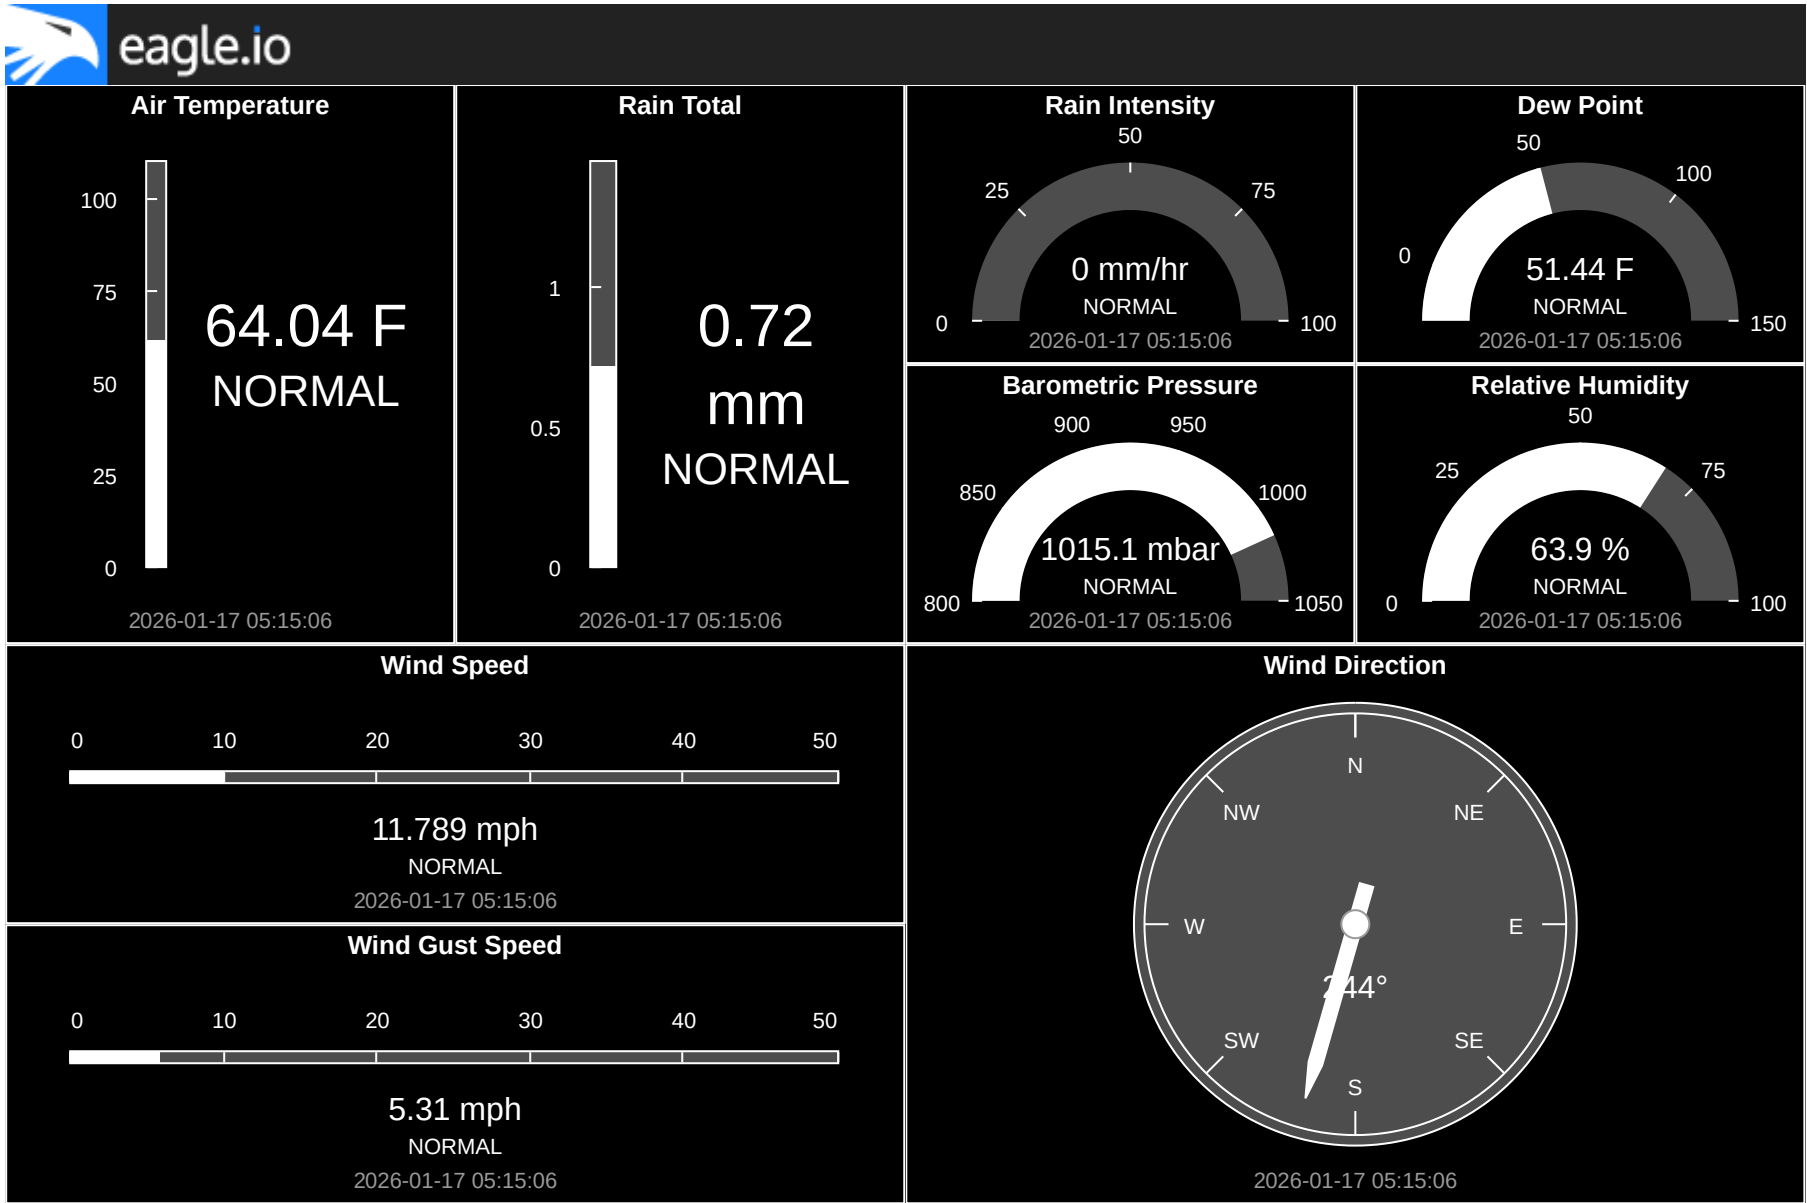 eagle.io
Air Temperature
100
75
50
25
0
64.04 F
NORMAL
2026-01-17 05:15:06
Rain Total
1
0.5
0
0.72
mm
NORMAL
2026-01-17 05:15:06
Rain Intensity
50
25
75
0
100
0 mm/hr
NORMAL
2026-01-17 05:15:06
Dew Point
50
100
0
150
51.44 F
NORMAL
2026-01-17 05:15:06
Barometric Pressure
900
950
850
1000
800
1050
1015.1 mbar
NORMAL
2026-01-17 05:15:06
Relative Humidity
50
25
75
0
100
63.9 %
NORMAL
2026-01-17 05:15:06
Wind Speed
0 10 20 30 40 50
11.789 mph
NORMAL
2026-01-17 05:15:06
Wind Gust Speed
0 10 20 30 40 50
5.31 mph
NORMAL
2026-01-17 05:15:06
Wind Direction
N
NW NE
W E
244°
SW SE
S
2026-01-17 05:15:06